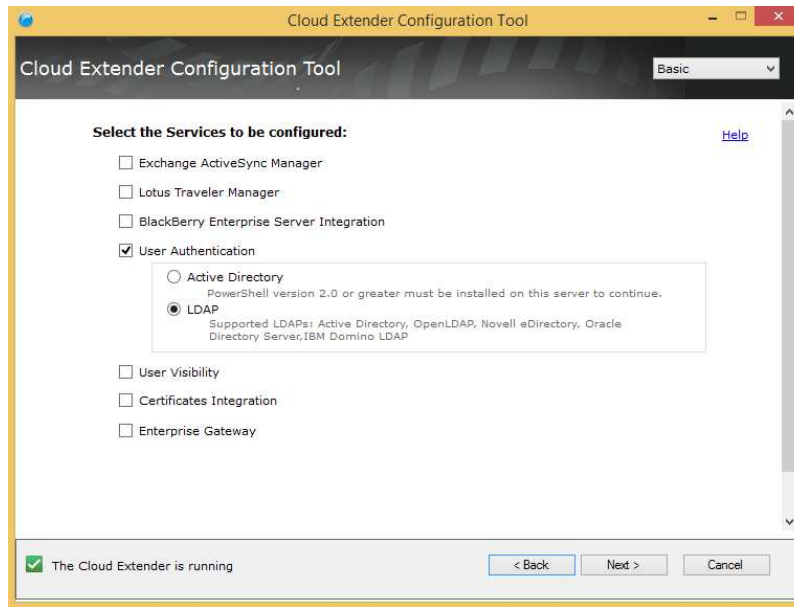 Cloud Extender Configuration Tool
Cloud Extender Configuration Tool
Basic
Select the Services to be configured:
Help
Exchange ActiveSync Manager
Lotus Traveler Manager
BlackBerry Enterprise Server Integration
User Authentication
Active Directory
PowerShell version 2.0 or greater must be installed on this server to continue.
LDAP
Supported LDAPs: Active Directory, OpenLDAP, Novell eDirectory, Oracle
Directory Server,IBM Domino LDAP
User Visibility
Certificates Integration
Enterprise Gateway
The Cloud Extender is running
< Back
Next >
Cancel